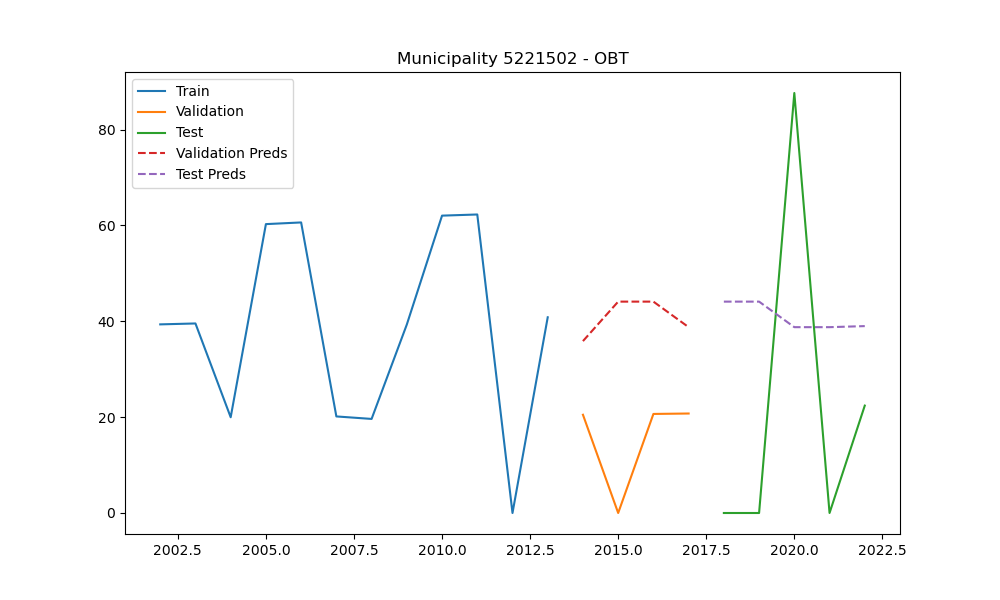 Municipality 5221502 - OBT
Train
Validation
Test
Validation Preds
Test Preds
80
60
40
20
0
2002.5 2005.0 2007.5 2010.0 2012.5 2015.0 2017.5 2020.0 2022.5